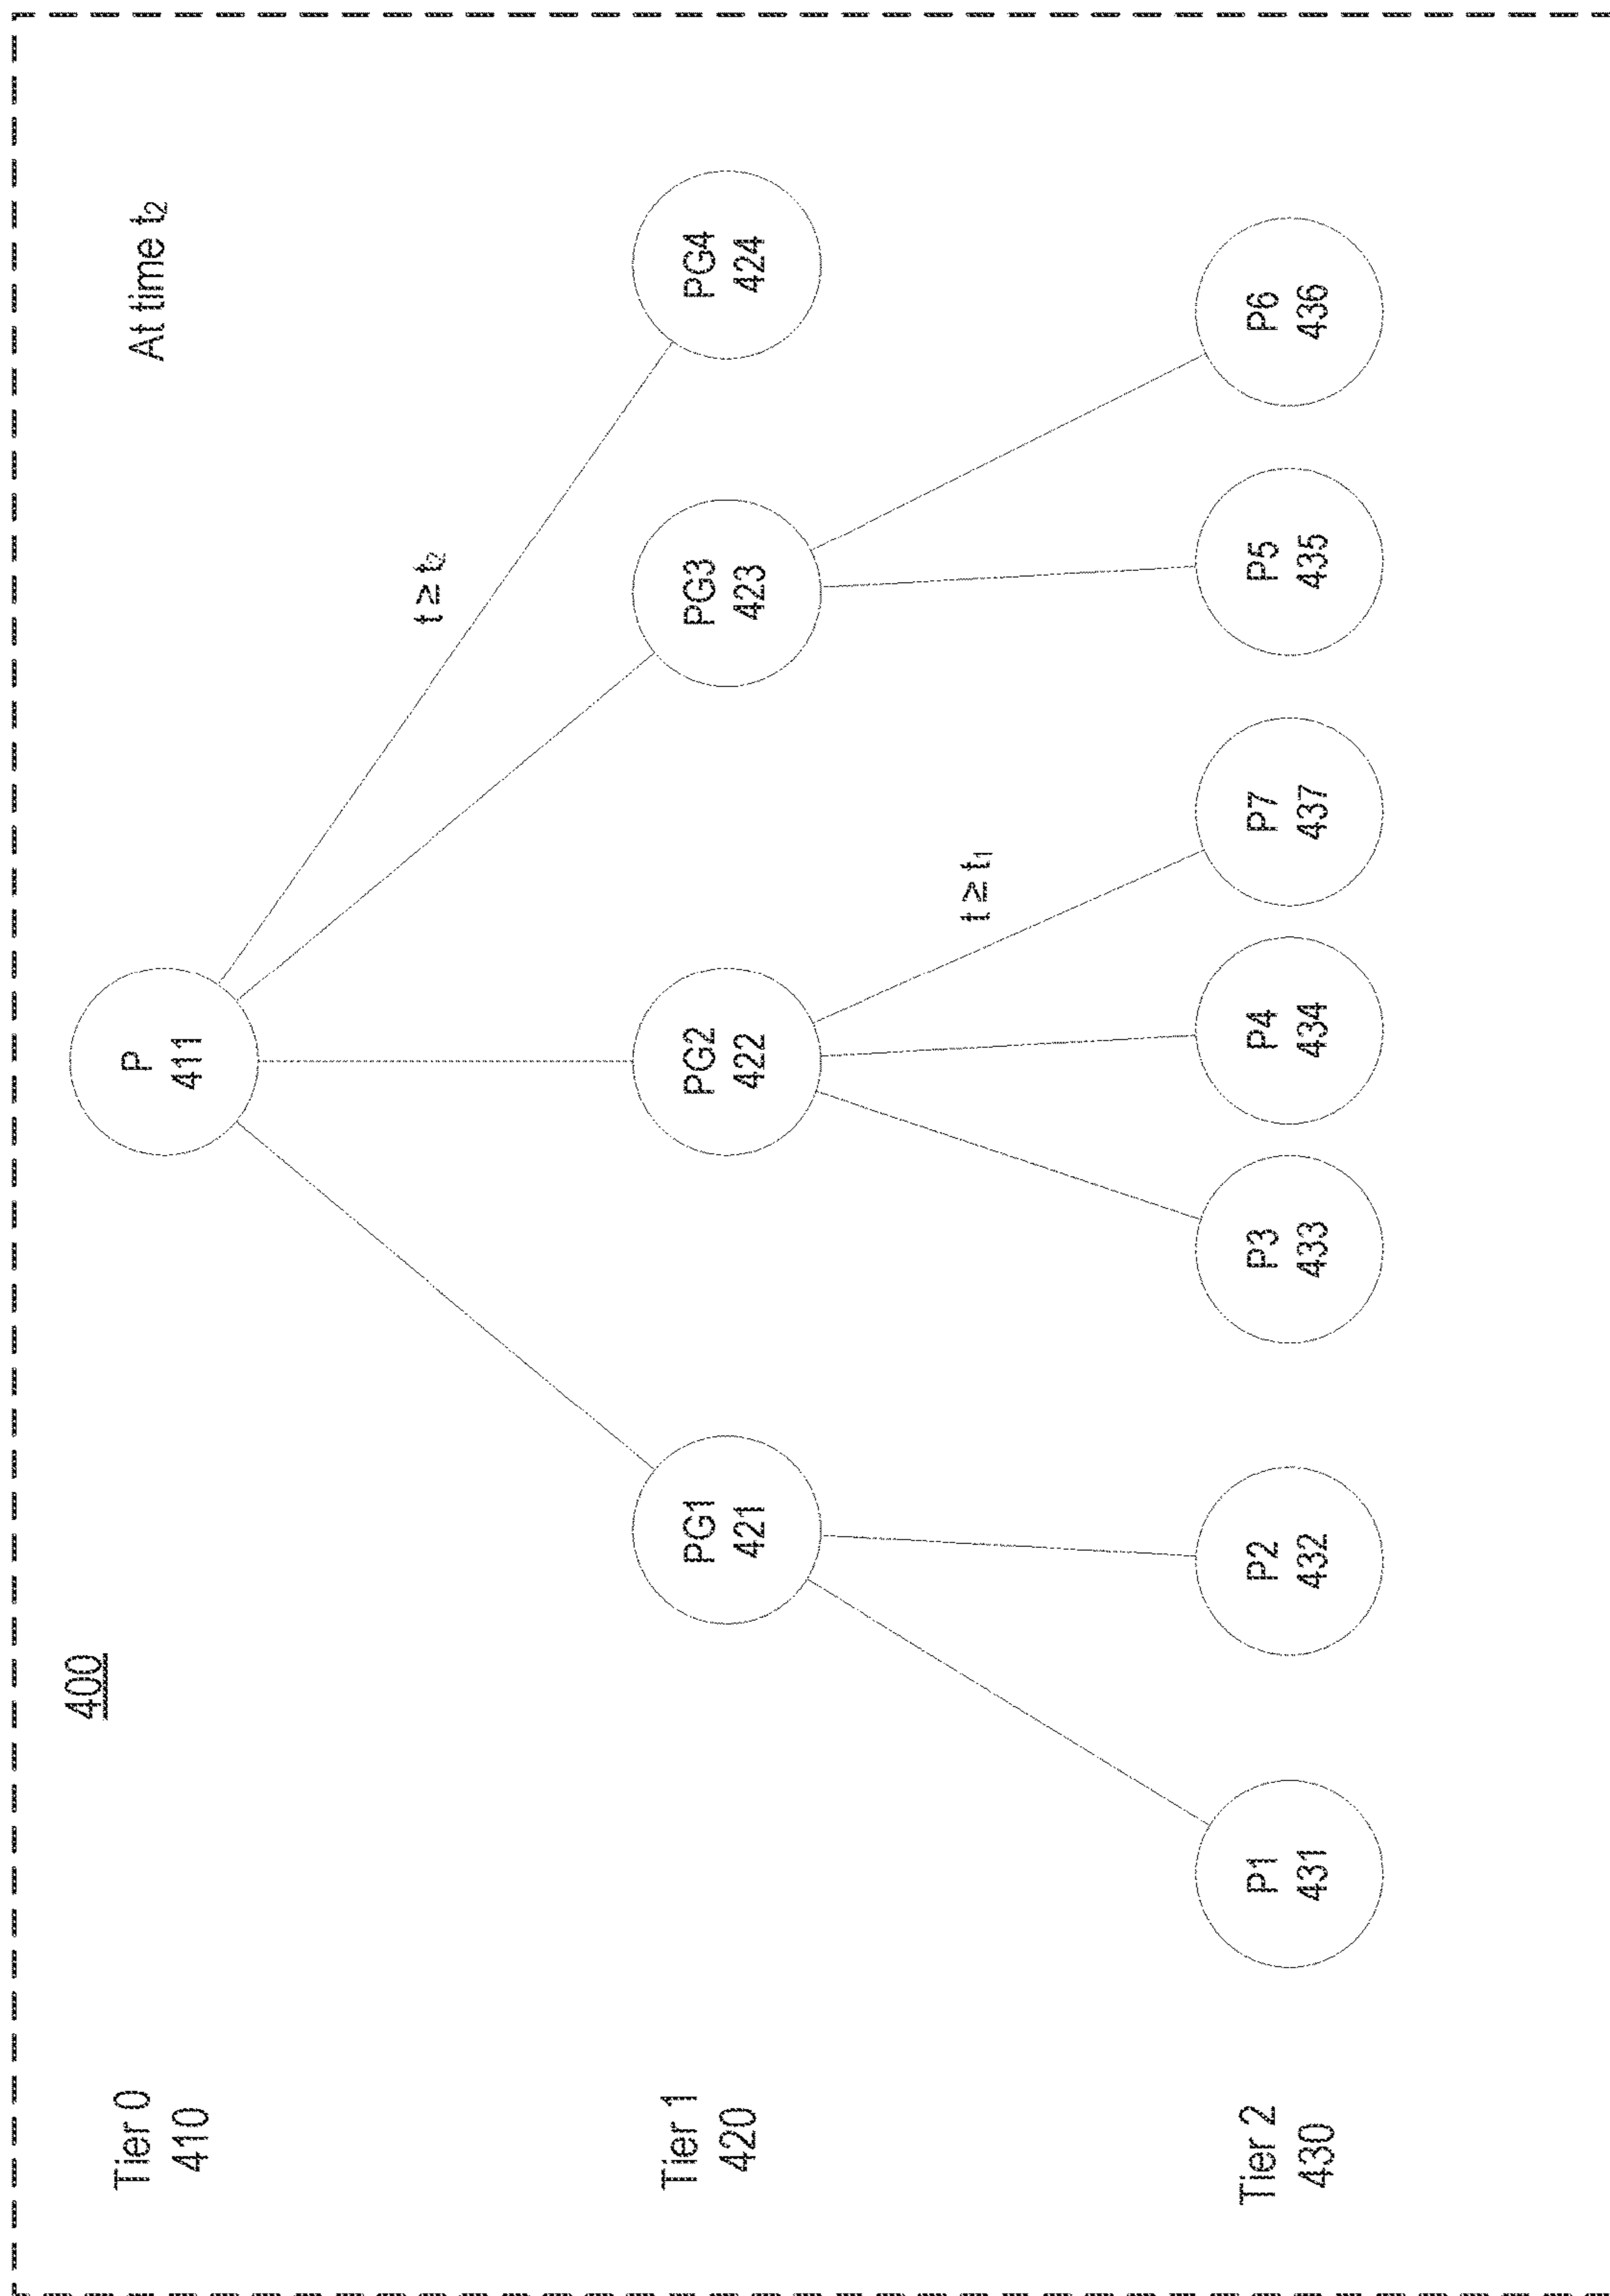 400
At time t₂
Tier 0
410
P
411
t ≥ t₂
Tier 1
420
PG1
421
PG2
422
PG3
423
PG4
424
t ≥ t₁
Tier 2
430
P1
431
P2
432
P3
433
P4
434
P7
437
P5
435
P6
436